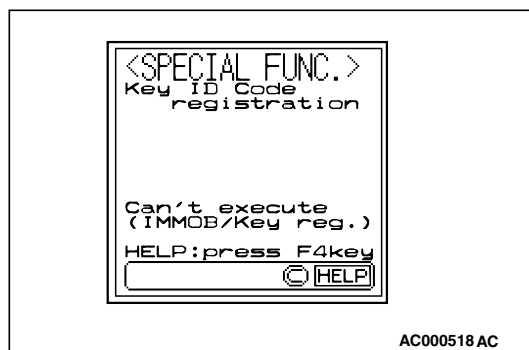 <SPECIAL FUNC.>
Key ID Code
registration
Can't execute
(IMMOB/Key reg.)
HELP:press F4key
© HELP
AC000518 AC